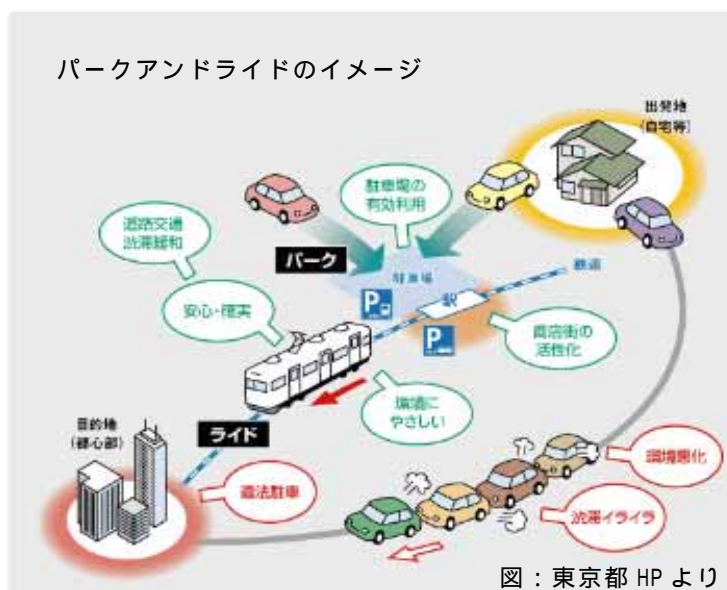 パークアンドライドのイメージ
出発地
(自宅等)
駐車場の
有効利用
道路交通
渋滞緩和
パーク
駐車場
鉄道
P
駅
安心・確実
P
商店街の
活性化
環境に
やさしい
目的地
(都心部)
ライド
違法駐車
環境悪化
渋滞イライラ
図：東京都 HP より